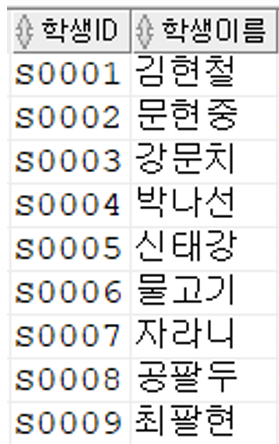 학생ID 학생이름
S0001 김현철
S0002 문현중
S0003 강문치
S0004 박나선
S0005 신태강
S0006 물고기
S0007 자라니
S0008 공팔두
S0009 최팔현